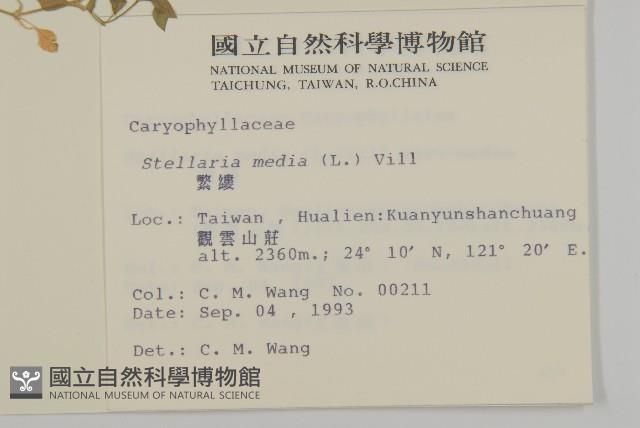 國立自然科學博物館
NATIONAL MUSEUM OF NATURAL SCIENCE
TAICHUNG, TAIWAN, R.O.CHINA
Caryophyllaceae
Stellaria media (L.) Vill
繁縷
Loc.: Taiwan , Hualien:Kuanyunshanchuang
觀雲山莊
alt. 2360m.; 24° 10' N, 121° 20' E.
Col.: C. M. Wang No. 00211
Date: Sep. 04 , 1993
Det.: C. M. Wang
國立自然科學博物館
NATIONAL MUSEUM OF NATURAL SCIENCE